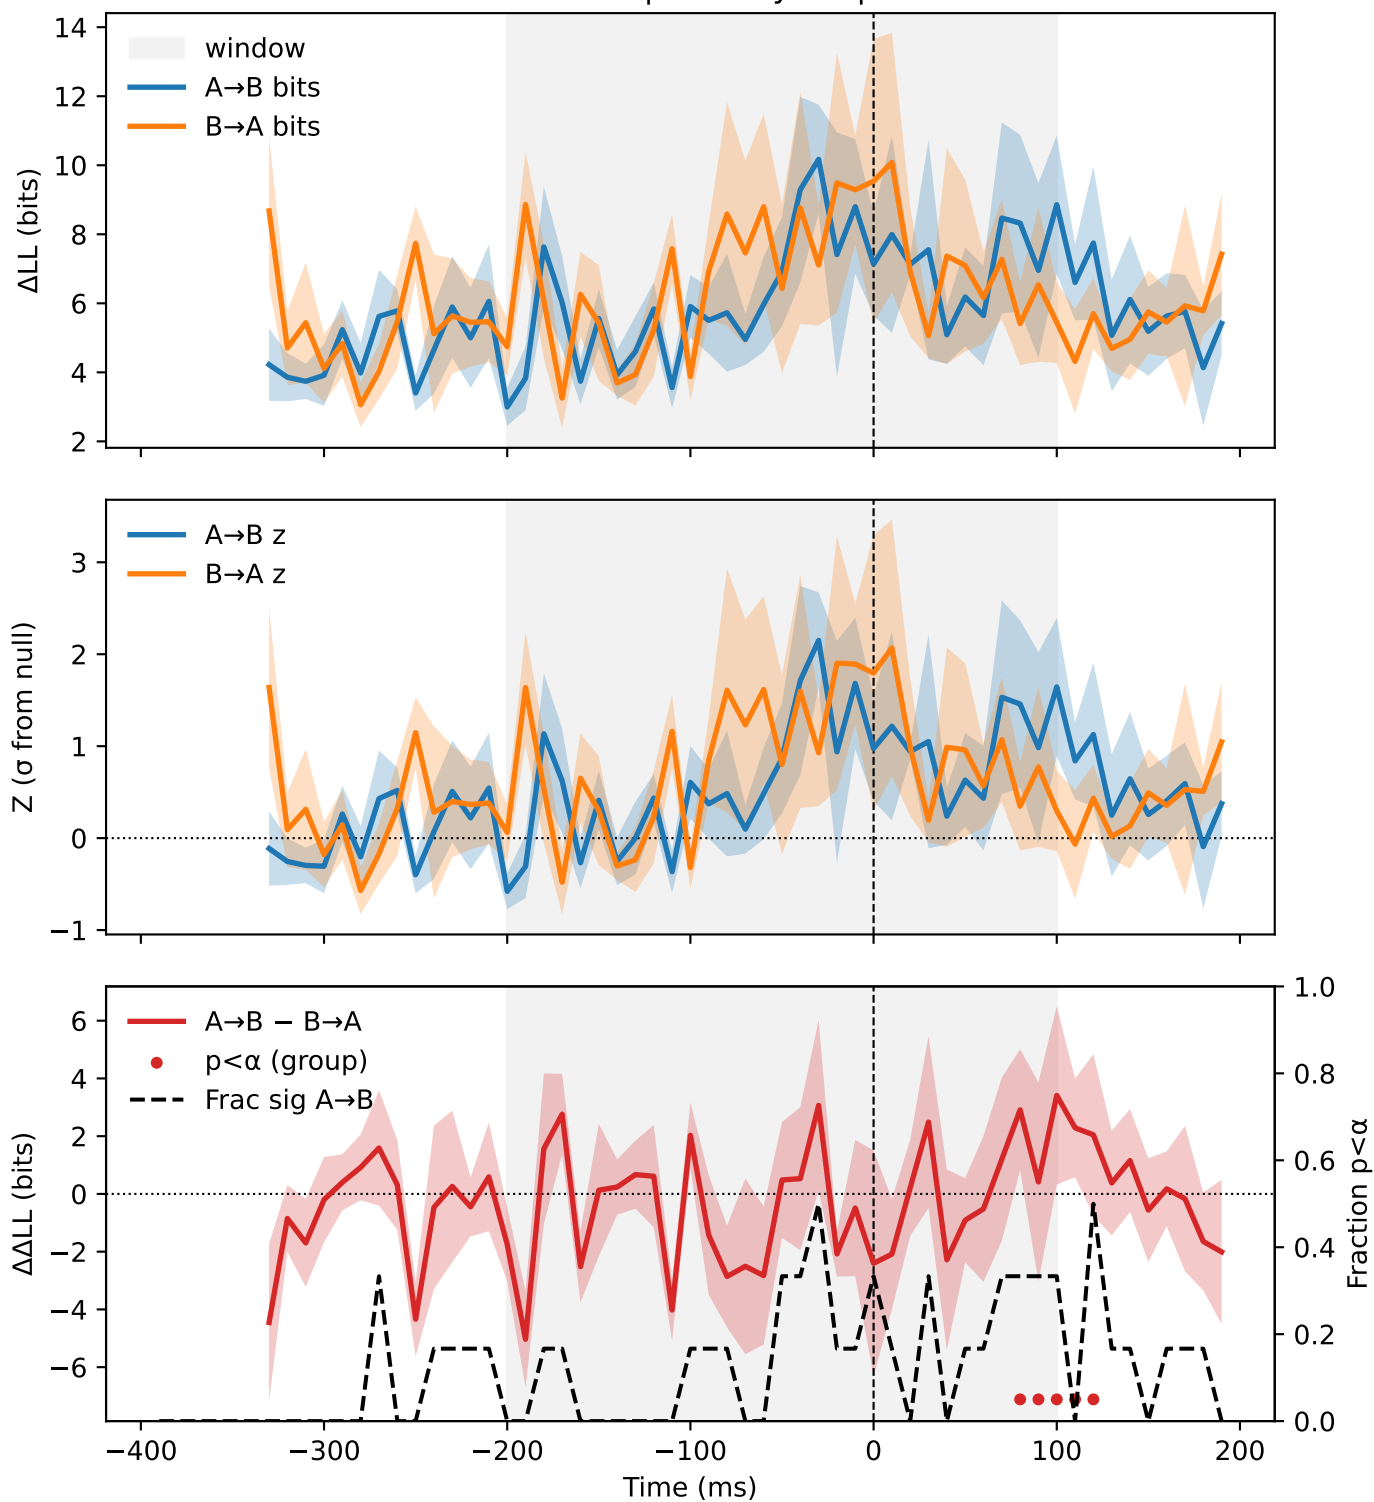 14
12
10
8
6
4
2
ΔLL (bits)
window
A→B bits
B→A bits
3
2
1
0
−1
Z (σ from null)
A→B z
B→A z
6
4
2
0
−2
−4
−6
ΔΔLL (bits)
A→B − B→A
p<α (group)
Frac sig A→B
1.0
0.8
0.6
0.4
0.2
0.0
Fraction p<α
−400
−300
−200
−100
0
100
200
Time (ms)